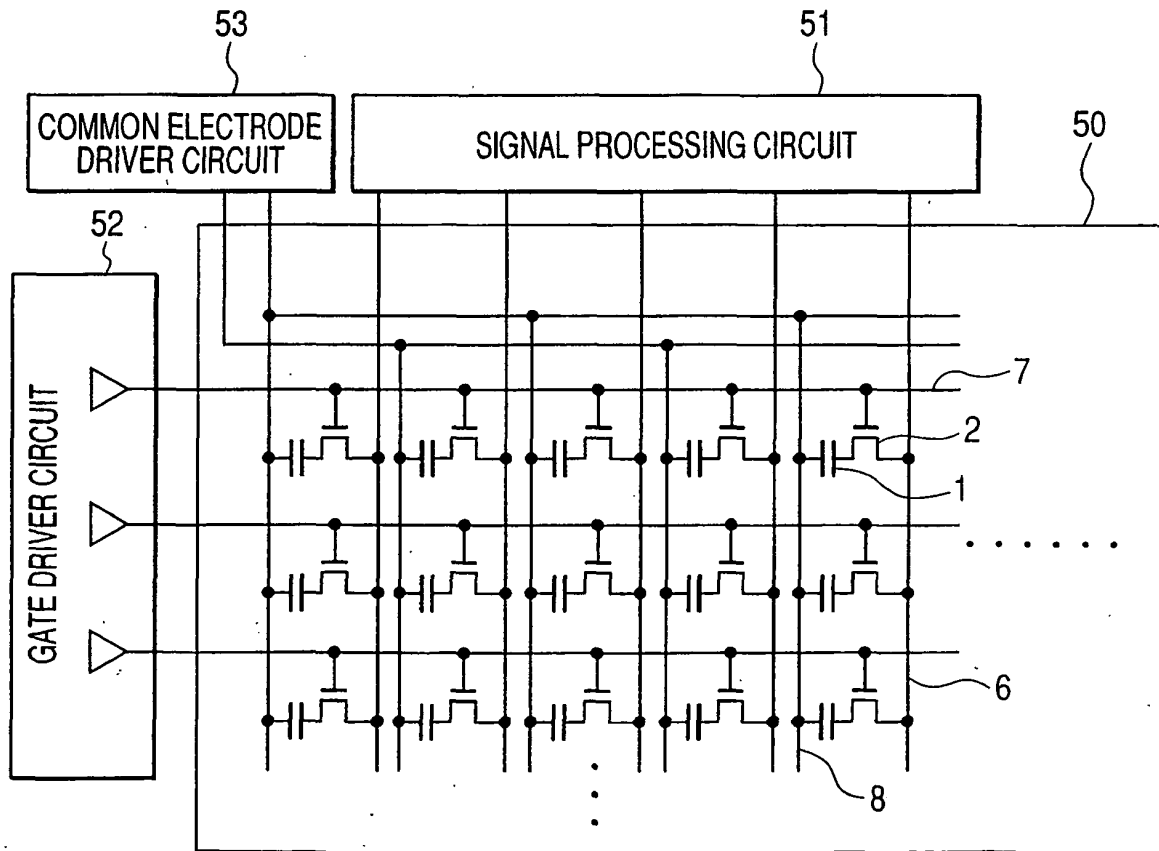 53
51
COMMON ELECTRODE
DRIVER CIRCUIT
SIGNAL PROCESSING CIRCUIT
50
52
GATE DRIVER CIRCUIT
7
2
1
6
8